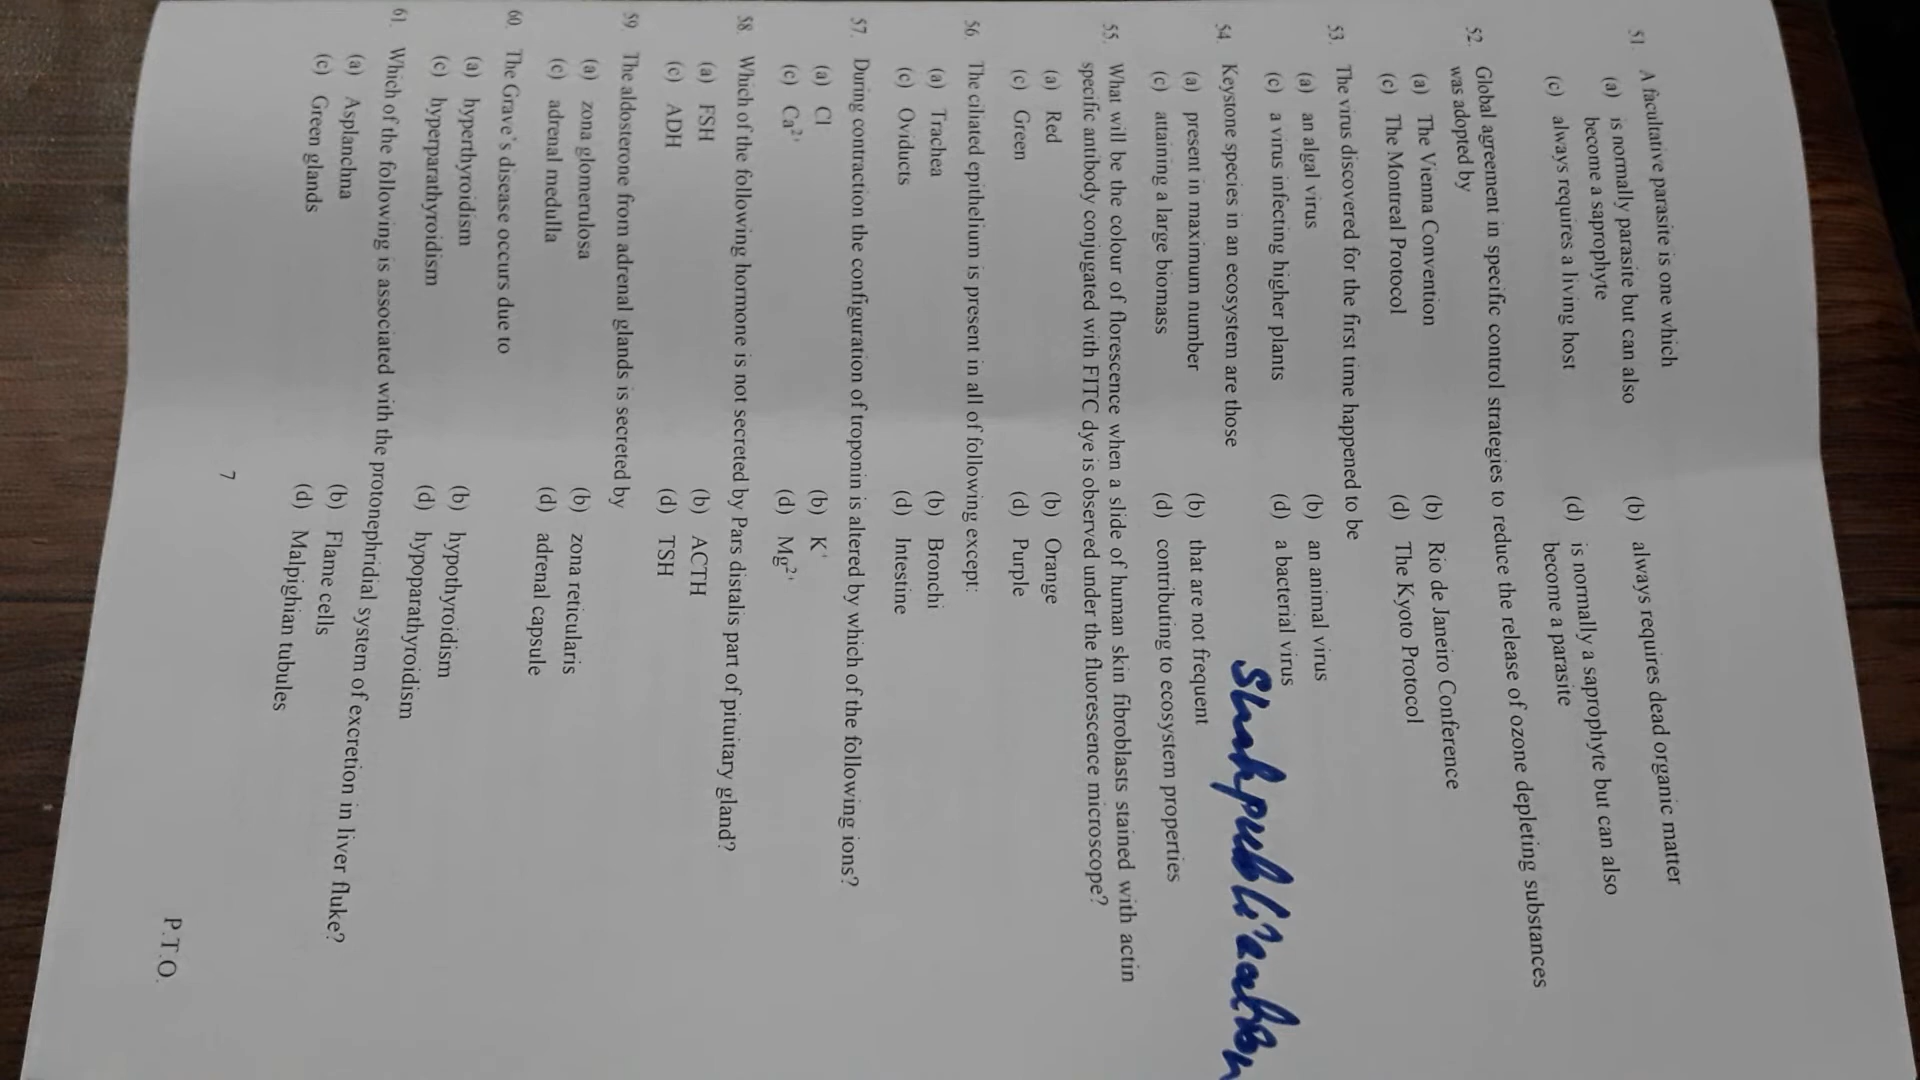 51. A facultative parasite is one which
(a) is normally parasite but can also become a saprophyte
(b) always requires dead organic matter
(c) always requires a living host
(d) is normally a saprophyte but can also become a parasite
52. Global agreement in specific control strategies to reduce the release of ozone depleting substances
was adopted by
(a) The Vienna Convention
(b) Rio de Janeiro Conference
(c) The Montreal Protocol
(d) The Kyoto Protocol
53. The virus discovered for the first time happened to be
(a) an algal virus
(b) an animal virus
(c) a virus infecting higher plants
(d) a bacterial virus
54. Keystone species in an ecosystem are those
(a) present in maximum number
(b) that are not frequent
(c) attaining a large biomass
(d) contributing to ecosystem properties
Shahpublication
55. What will be the colour of florescence when a slide of human skin fibroblasts stained with actin
specific antibody conjugated with FITC dye is observed under the fluorescence microscope?
(a) Red
(b) Orange
(c) Green
(d) Purple
56. The ciliated epithelium is present in all of following except:
(a) Trachea
(b) Bronchi
(c) Oviducts
(d) Intestine
57. During contraction the configuration of troponin is altered by which of the following ions?
(a) Cl
(b) K⁺
(c) Ca²⁺
(d) Mg²⁺
58. Which of the following hormone is not secreted by Pars distalis part of pituitary gland?
(a) FSH
(b) ACTH
(c) ADH
(d) TSH
59. The aldosterone from adrenal glands is secreted by
(a) zona glomerulosa
(b) zona reticularis
(c) adrenal medulla
(d) adrenal capsule
60. The Grave's disease occurs due to
(a) hyperthyroidism
(b) hypothyroidism
(c) hyperparathyroidism
(d) hypoparathyroidism
61. Which of the following is associated with the protonephridial system of excretion in liver fluke?
(a) Asplanchna
(b) Flame cells
(c) Green glands
(d) Malpighian tubules
7
P.T.O.